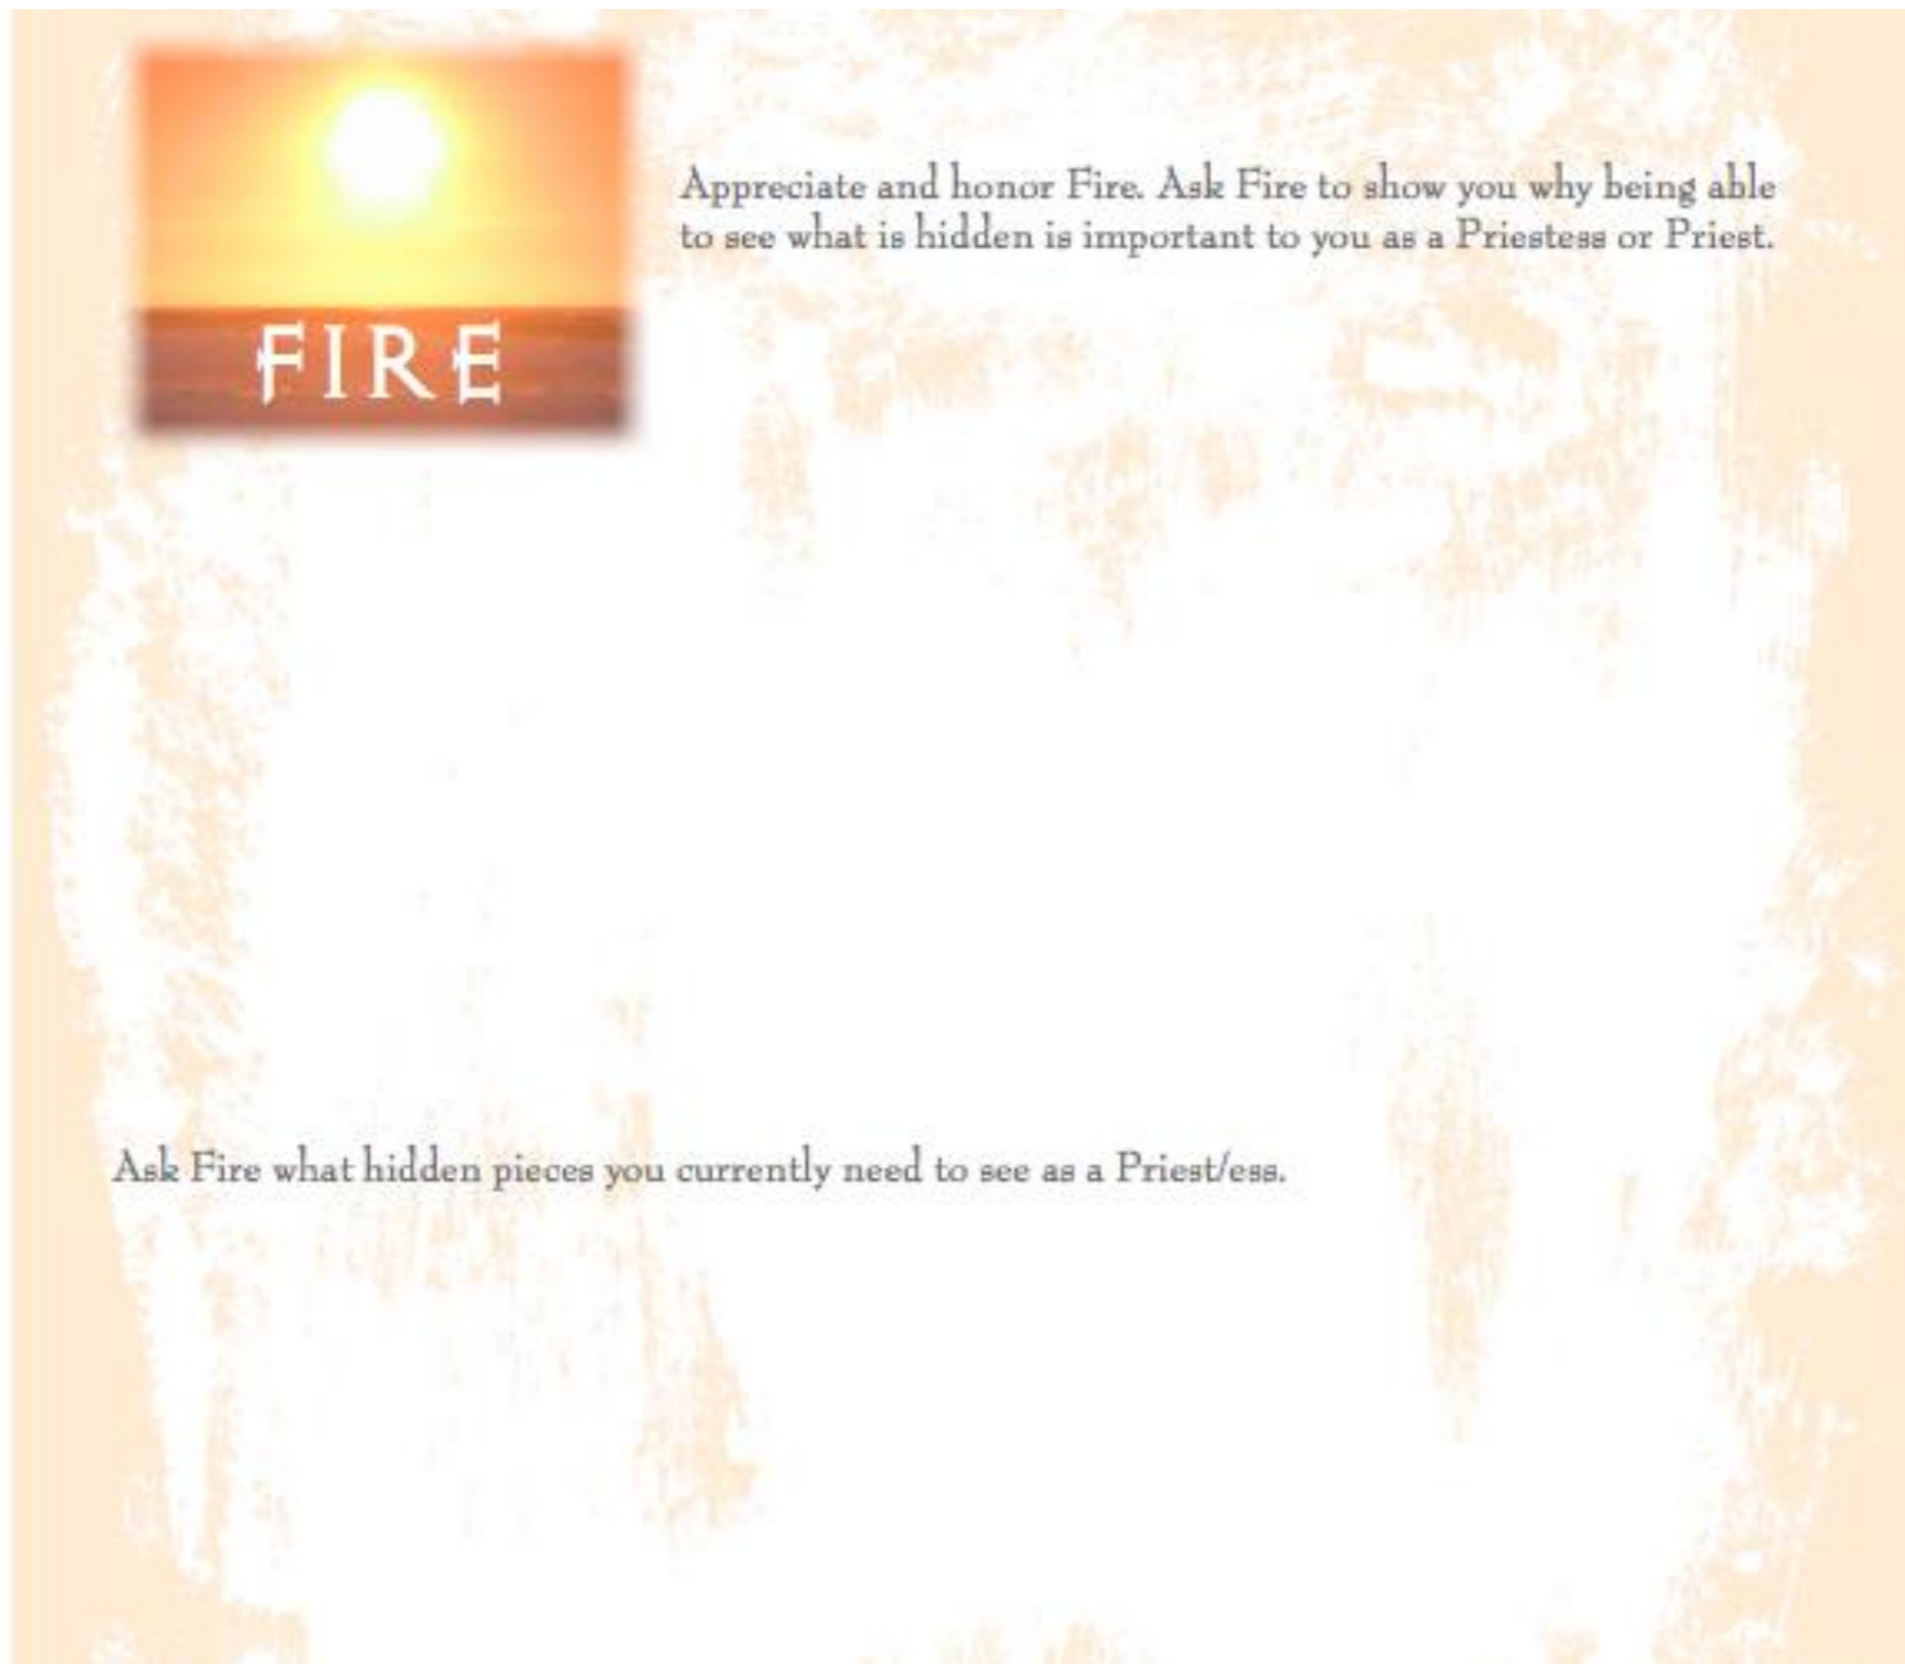 FIRE
Appreciate and honor Fire. Ask Fire to show you why being able
to see what is hidden is important to you as a Priestess or Priest.
Ask Fire what hidden pieces you currently need to see as a Priest/ess.